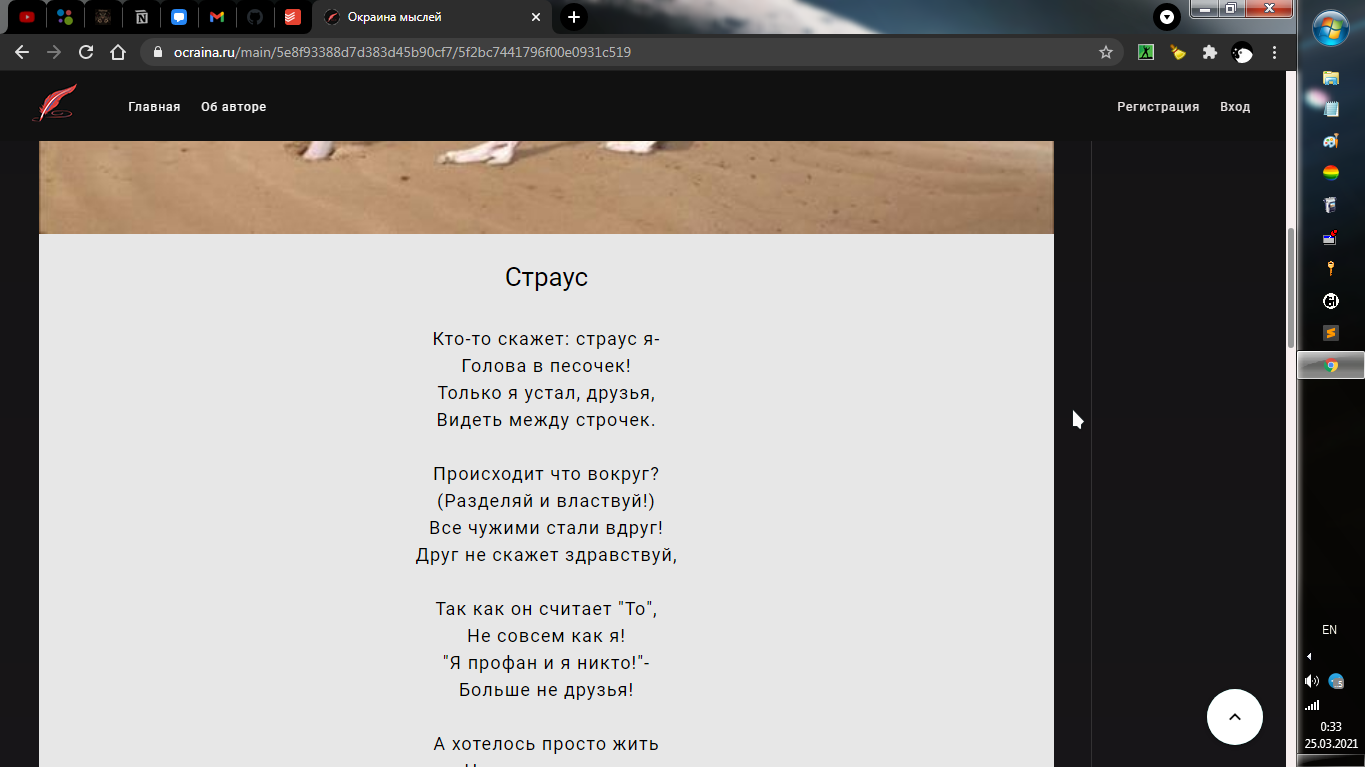 Окраина мыслей
ocraina.ru/main/5e8f93388d7d383d45b90cf7/5f2bc7441796f00e0931c519
Главная Об авторе Регистрация Вход
Страус
Кто-то скажет: страус я-
Голова в песочек!
Только я устал, друзья,
Видеть между строчек.
Происходит что вокруг?
(Разделяй и властвуй!)
Все чужими стали вдруг!
Друг не скажет здравствуй,
Так как он считает "То",
Не совсем как я!
"Я профан и я никто!"-
Больше не друзья!
А хотелось просто жить
EN
0:33
25.03.2021